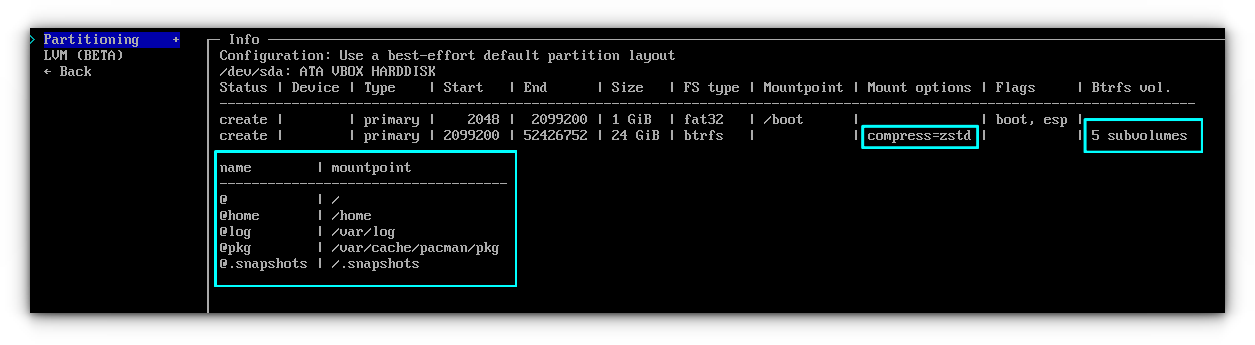 > Partitioning +
LVM (BETA)
← Back
Info
Configuration: Use a best-effort default partition layout
/dev/sda: ATA VBOX HARDDISK
Status | Device | Type | Start | End | Size | FS type | Mountpoint | Mount options | Flags | Btrfs vol.
create | | primary | 2048 | 2099200 | 1 GiB | fat32 | /boot | | boot, esp |
create | | primary | 2099200 | 52426752 | 24 GiB | btrfs | | compress=zstd | | 5 subvolumes
name | mountpoint
@ | /
@home | /home
@log | /var/log
@pkg | /var/cache/pacman/pkg
@.snapshots | /.snapshots